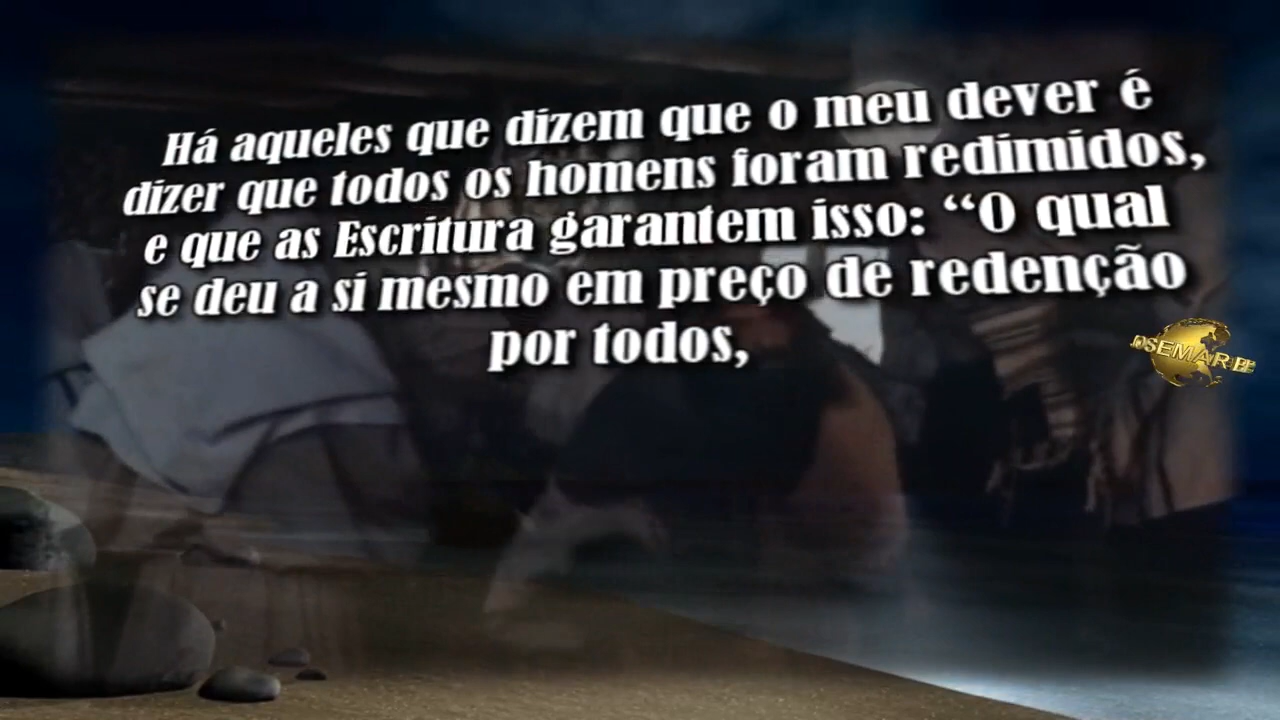 Há aqueles que dizem que o meu dever é
dizer que todos os homens foram redimidos,
e que as Escritura garantem isso: “O qual
se deu a si mesmo em preço de redenção
por todos,